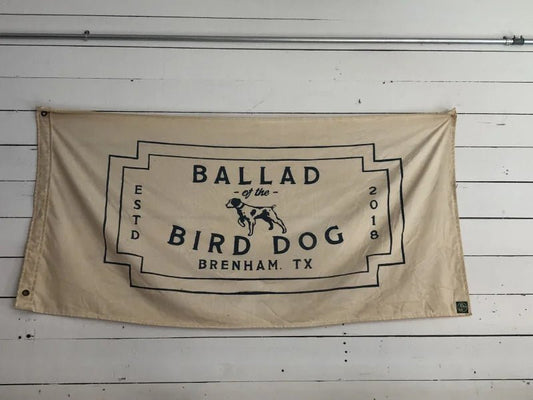 BALLAD
- of the -
BIRD DOG
BRENHAM. TX
ESTD
2018